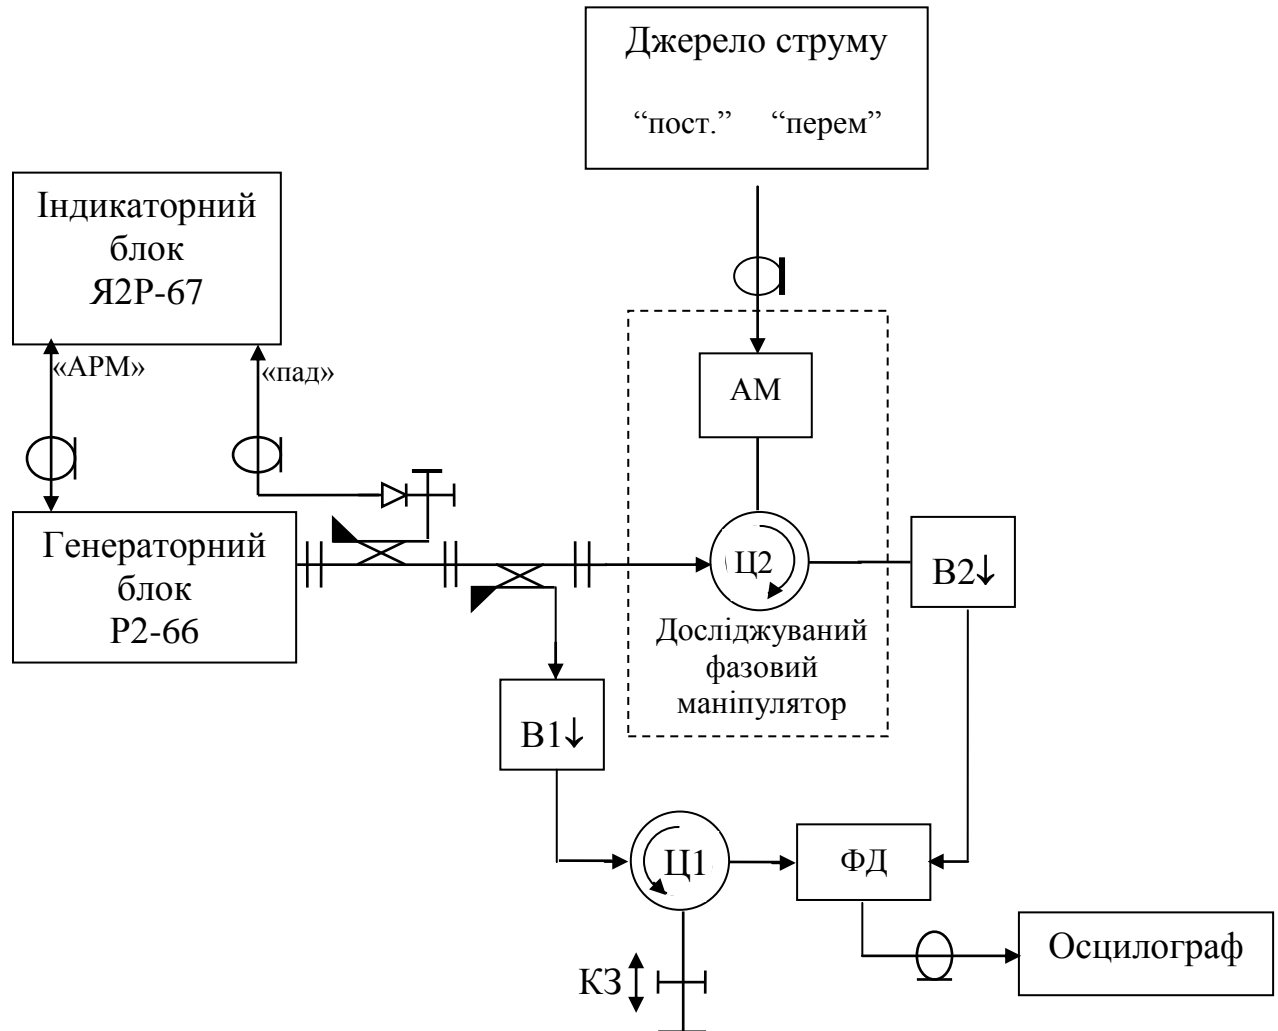 Джерело струму
“пост.” “перем”
Індикаторний
блок
Я2Р-67
«АРМ»
«пад»
АМ
Генераторний
блок
Р2-66
Ц2
В2↓
Досліджуваний
фазовий
маніпулятор
В1↓
Ц1
ФД
КЗ
Осцилограф